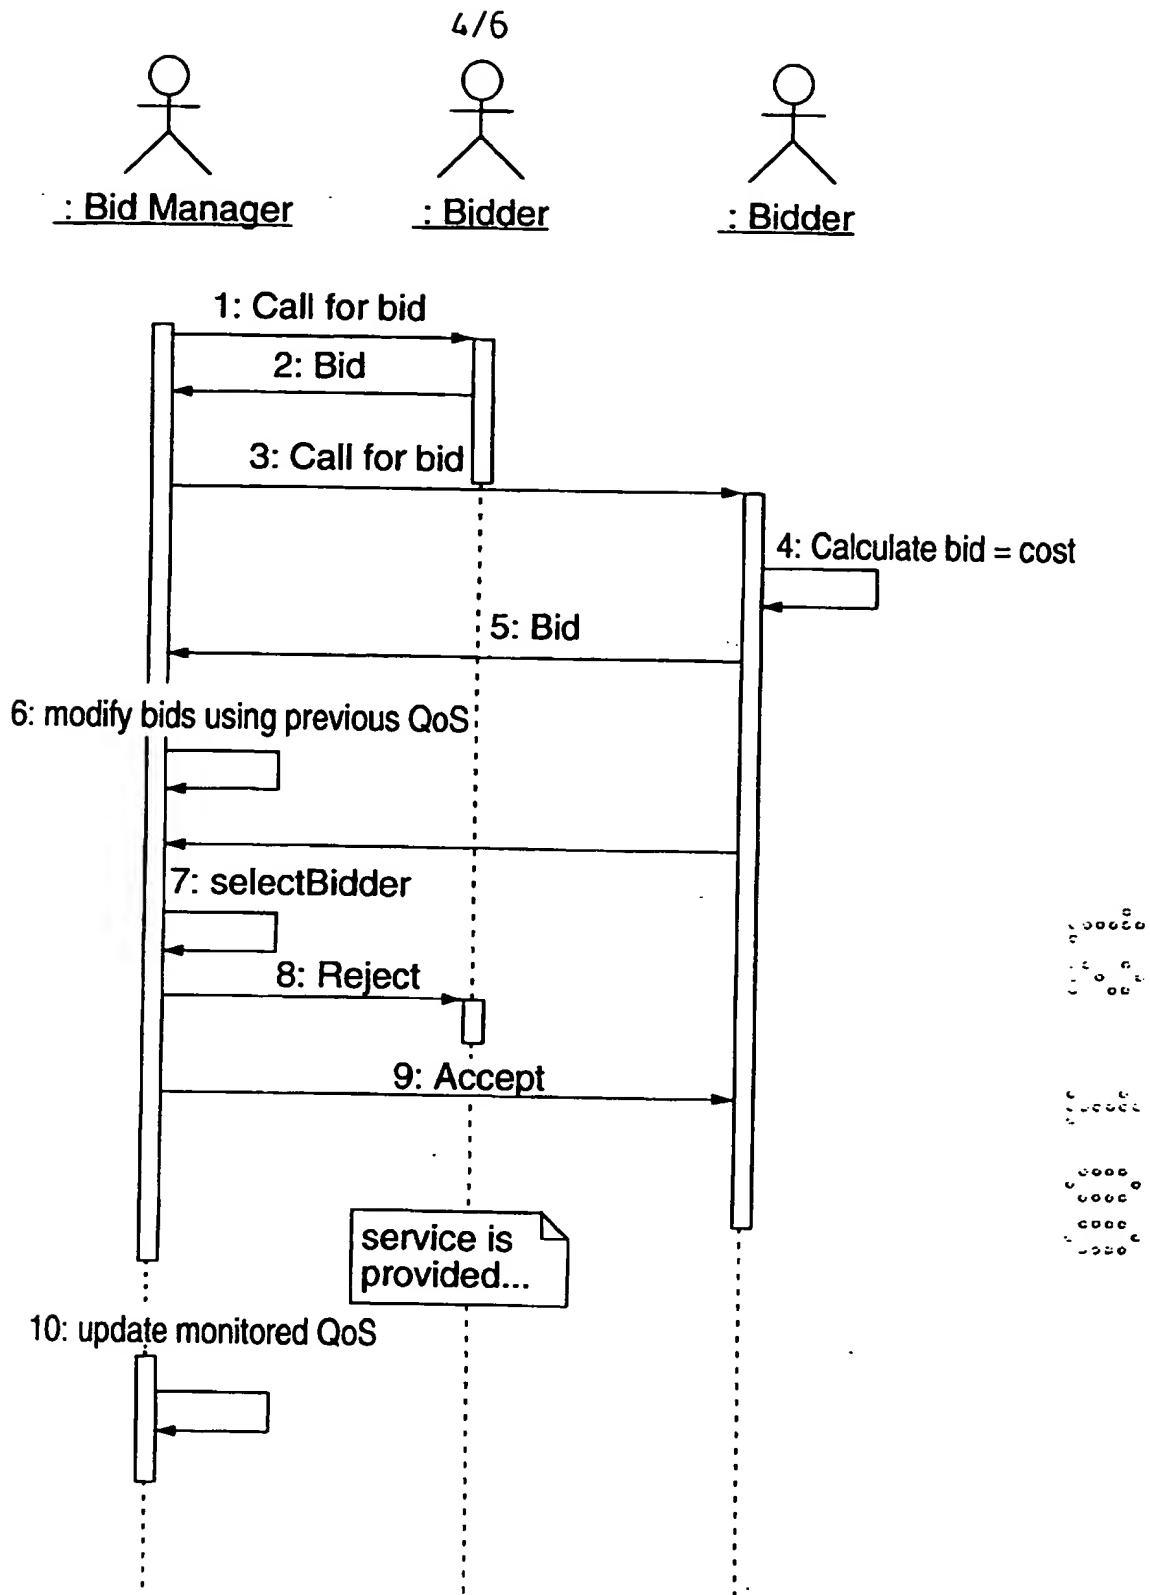 4/6
: Bid Manager
: Bidder
: Bidder
1: Call for bid
2: Bid
3: Call for bid
4: Calculate bid = cost
5: Bid
6: modify bids using previous QoS
7: selectBidder
8: Reject
9: Accept
service is
provided...
10: update monitored QoS